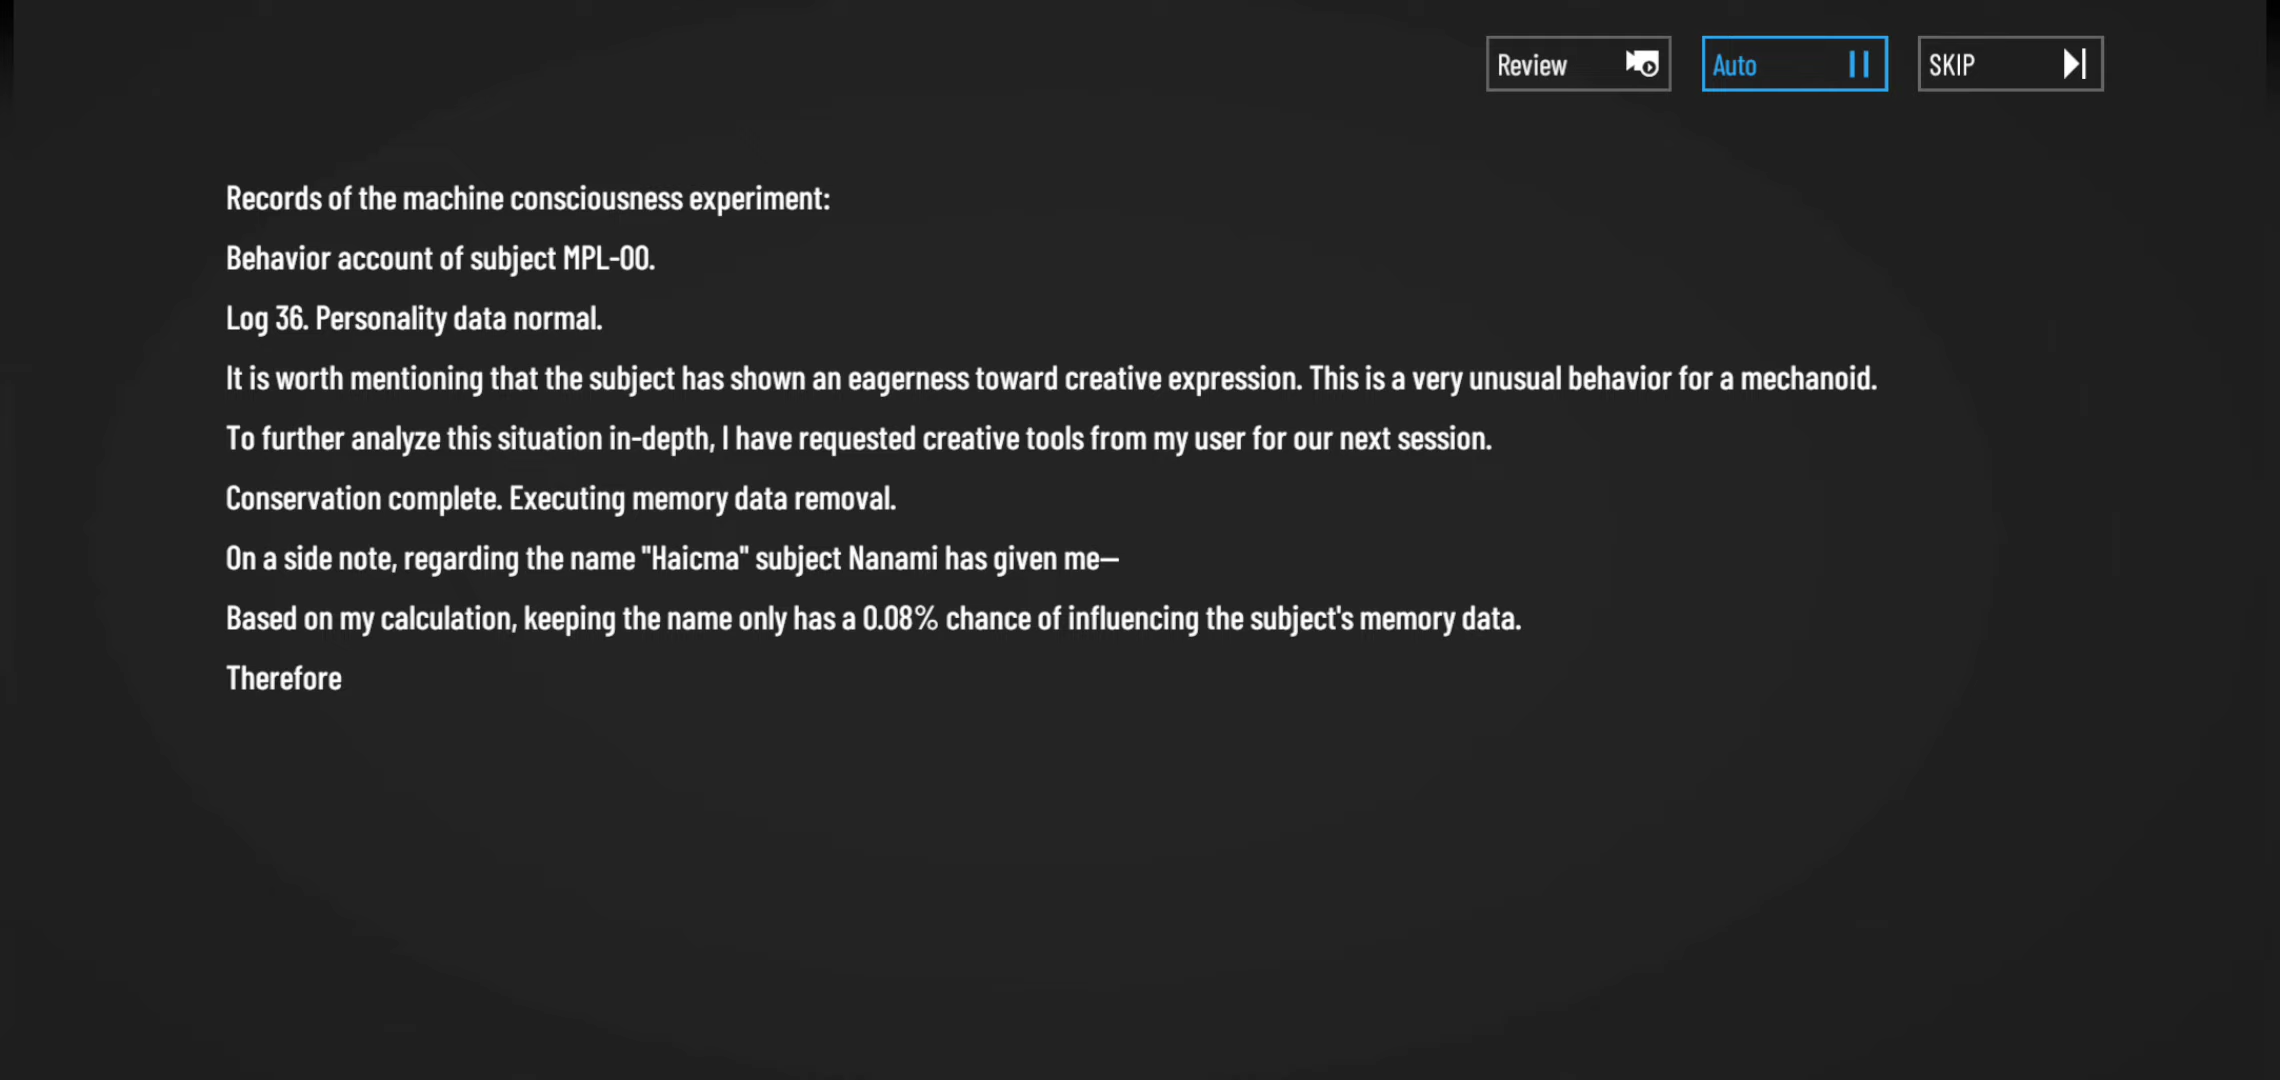 Review
Auto
SKIP
Records of the machine consciousness experiment:
Behavior account of subject MPL-00.
Log 36. Personality data normal.
It is worth mentioning that the subject has shown an eagerness toward creative expression. This is a very unusual behavior for a mechanoid.
To further analyze this situation in-depth, I have requested creative tools from my user for our next session.
Conservation complete. Executing memory data removal.
On a side note, regarding the name "Haicma" subject Nanami has given me—
Based on my calculation, keeping the name only has a 0.08% chance of influencing the subject's memory data.
Therefore